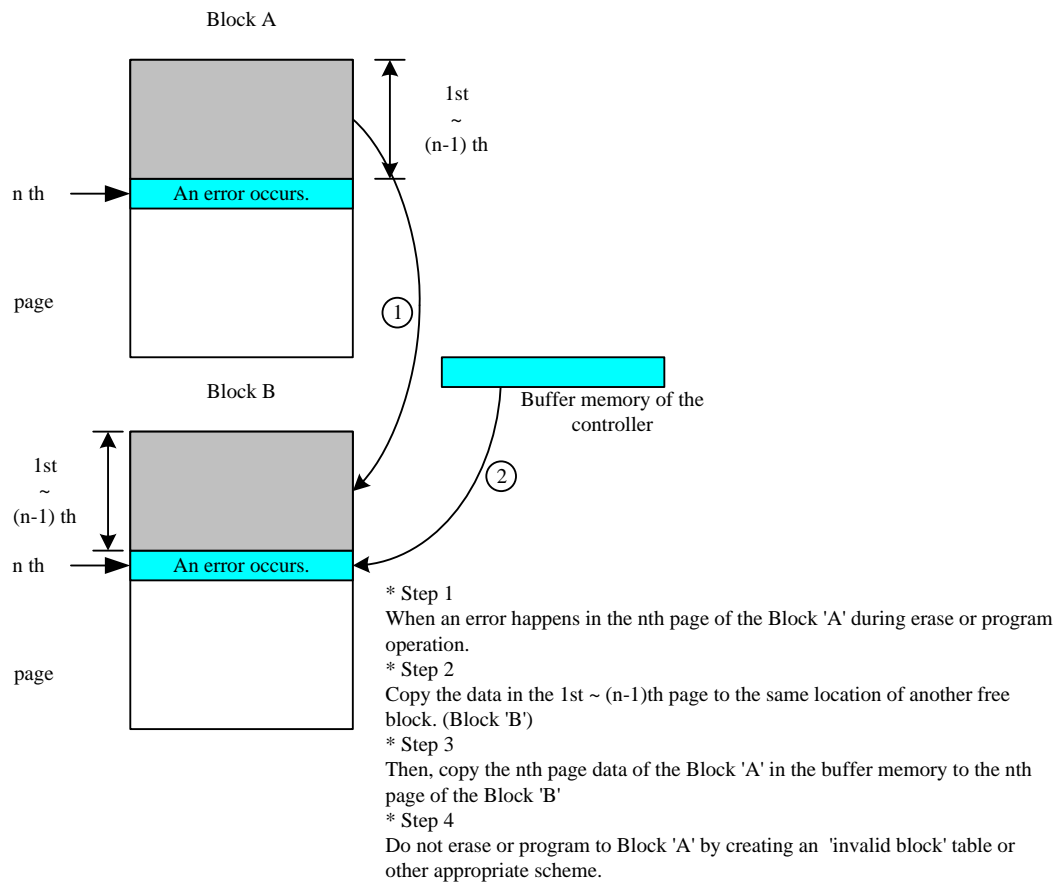 Block A
1st
~
(n-1) th
n th
An error occurs.
page
1
Block B
Buffer memory of the
controller
1st
~
(n-1) th
2
n th
An error occurs.
page
* Step 1
When an error happens in the nth page of the Block 'A' during erase or program
operation.
* Step 2
Copy the data in the 1st ~ (n-1)th page to the same location of another free
block. (Block 'B')
* Step 3
Then, copy the nth page data of the Block 'A' in the buffer memory to the nth
page of the Block 'B'
* Step 4
Do not erase or program to Block 'A' by creating an 'invalid block' table or
other appropriate scheme.